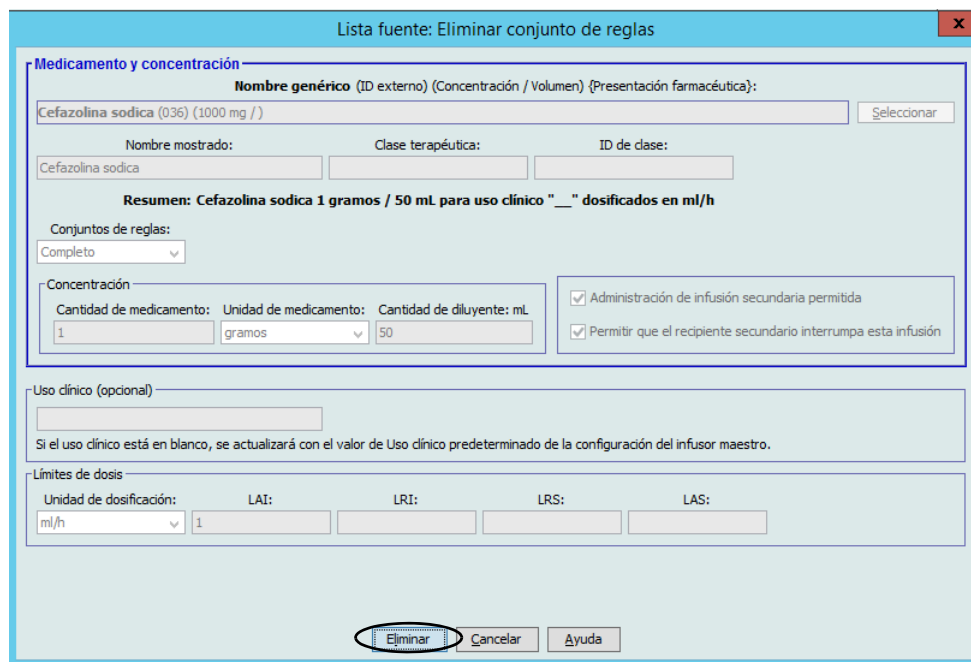 Lista fuente: Eliminar conjunto de reglas
x
Medicamento y concentración
Nombre genérico (ID externo) (Concentración / Volumen) {Presentación farmacéutica}:
Cefazolina sodica (036) (1000 mg / )
Seleccionar
Nombre mostrado: Clase terapéutica: ID de clase:
Cefazolina sodica
Resumen: Cefazolina sodica 1 gramos / 50 mL para uso clínico "__" dosificados en ml/h
Conjuntos de reglas:
Completo
Concentración
Cantidad de medicamento: Unidad de medicamento: Cantidad de diluyente: mL
1 gramos 50
Administración de infusión secundaria permitida
Permitir que el recipiente secundario interrumpa esta infusión
Uso clínico (opcional)
Si el uso clínico está en blanco, se actualizará con el valor de Uso clínico predeterminado de la configuración del infusor maestro.
Límites de dosis
Unidad de dosificación: LAI: LRI: LRS: LAS:
ml/h 1
Eliminar Cancelar Ayuda